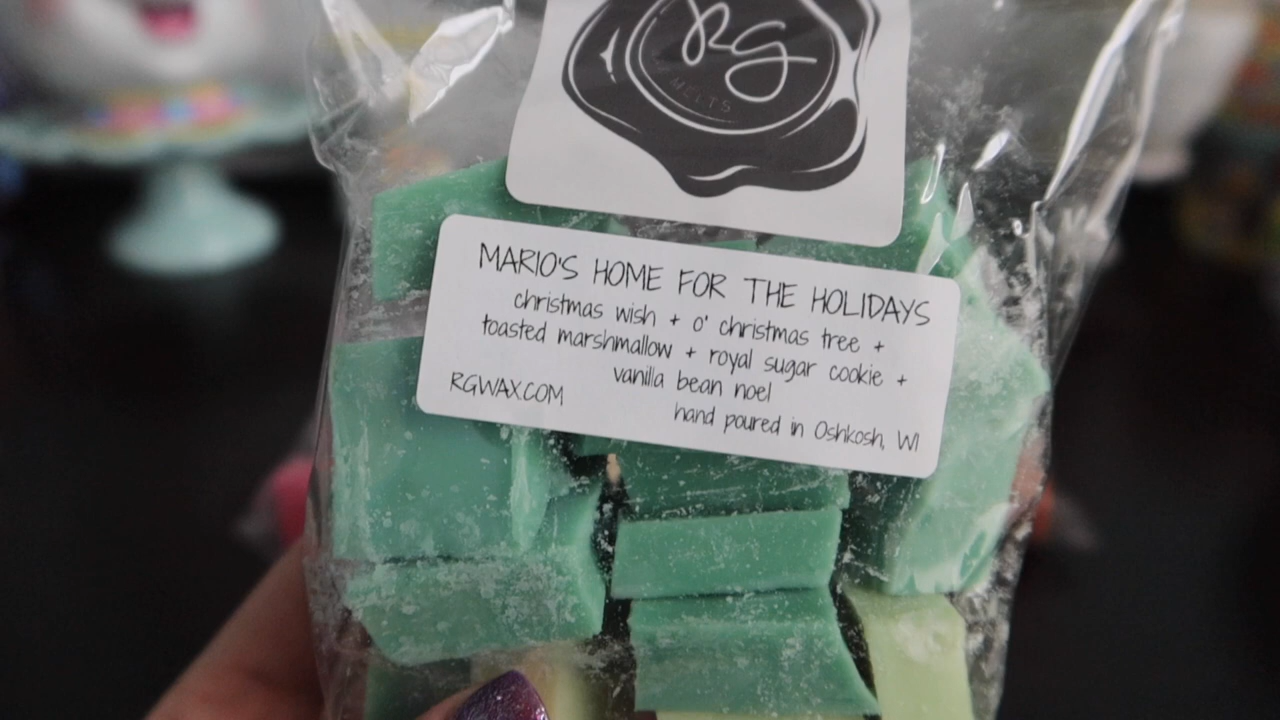 RG
MELTS
MARIO'S HOME FOR THE HOLIDAYS
christmas wish + o' christmas tree +
toasted marshmallow + royal sugar cookie +
vanilla bean noel
RGWAX.COM
hand poured in Oshkosh, WI